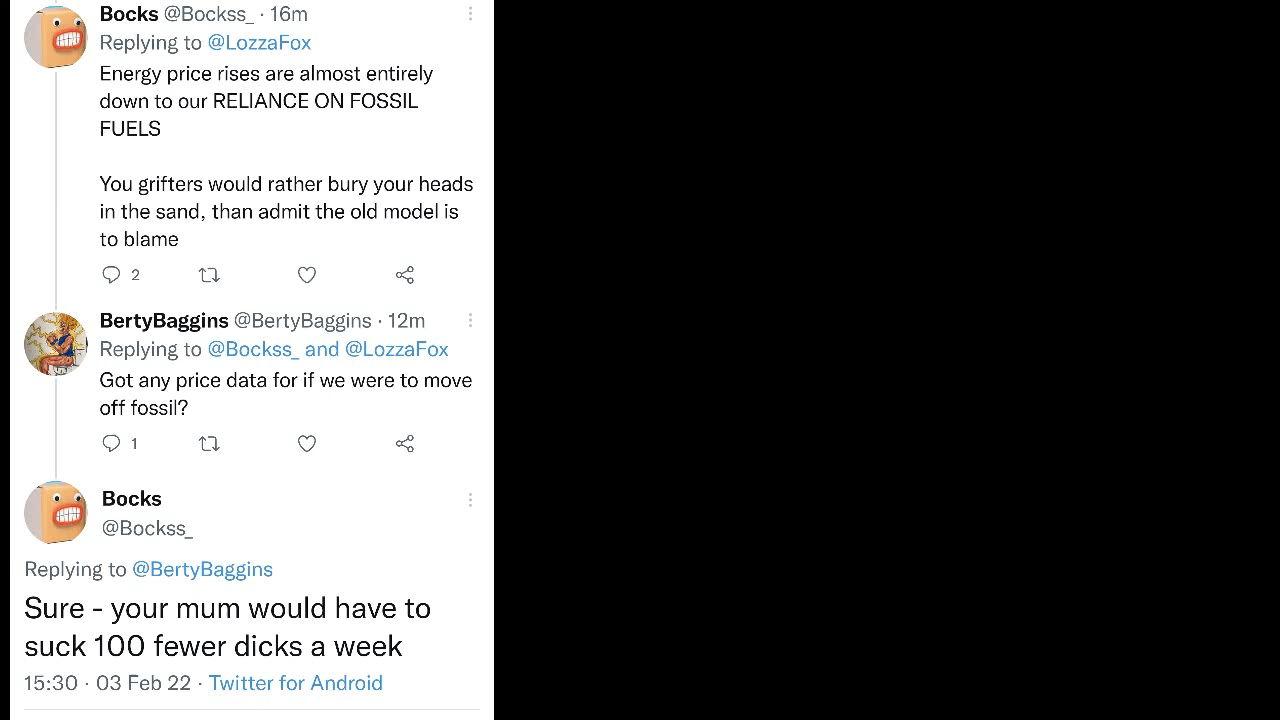 Bocks @Bockss_ · 16m
Replying to @LozzaFox
Energy price rises are almost entirely
down to our RELIANCE ON FOSSIL
FUELS
You grifters would rather bury your heads
in the sand, than admit the old model is
to blame
2
BertyBaggins @BertyBaggins · 12m
Replying to @Bockss_ and @LozzaFox
Got any price data for if we were to move
off fossil?
1
Bocks
@Bockss_
Replying to @BertyBaggins
Sure - your mum would have to
suck 100 fewer dicks a week
15:30 · 03 Feb 22 · Twitter for Android